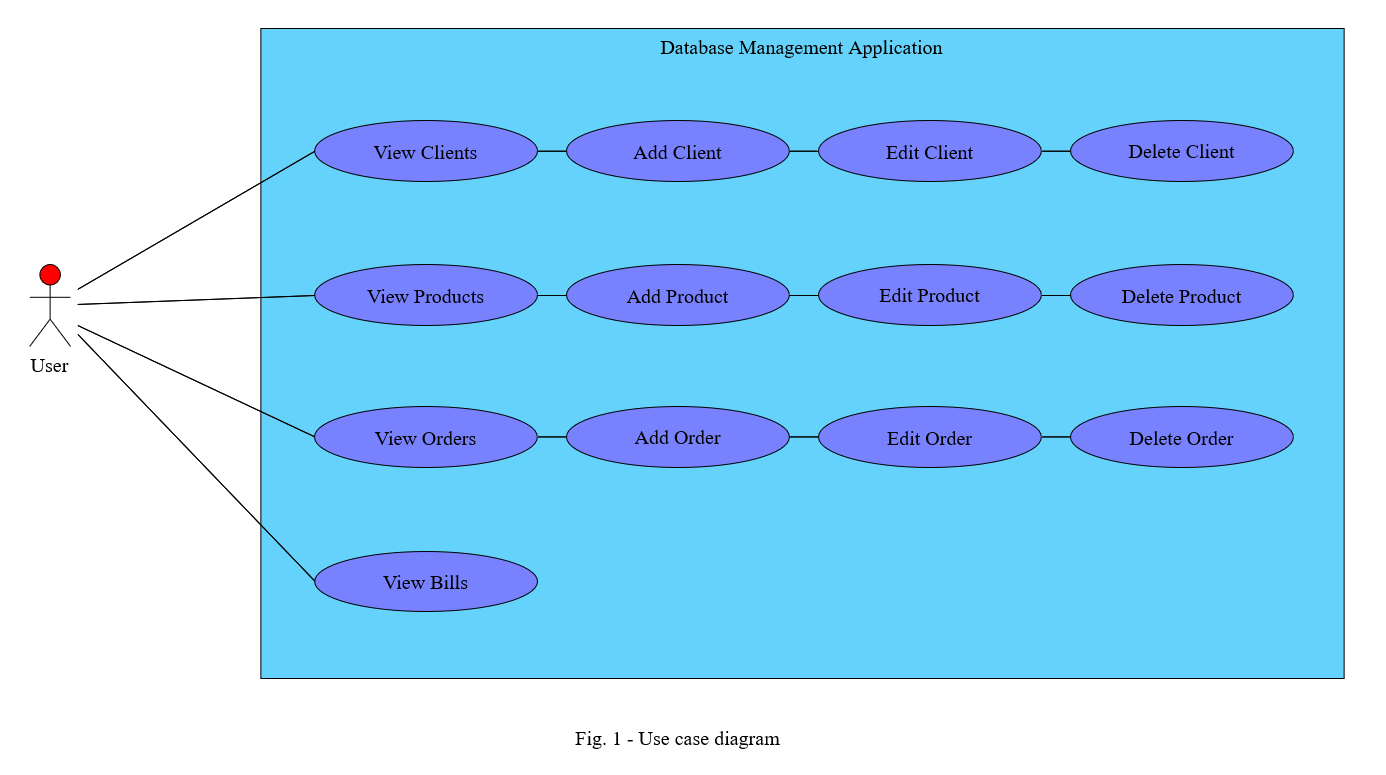 Database Management Application
View Clients
Add Client
Edit Client
Delete Client
View Products
Add Product
Edit Product
Delete Product
User
View Orders
Add Order
Edit Order
Delete Order
View Bills
Fig. 1 - Use case diagram